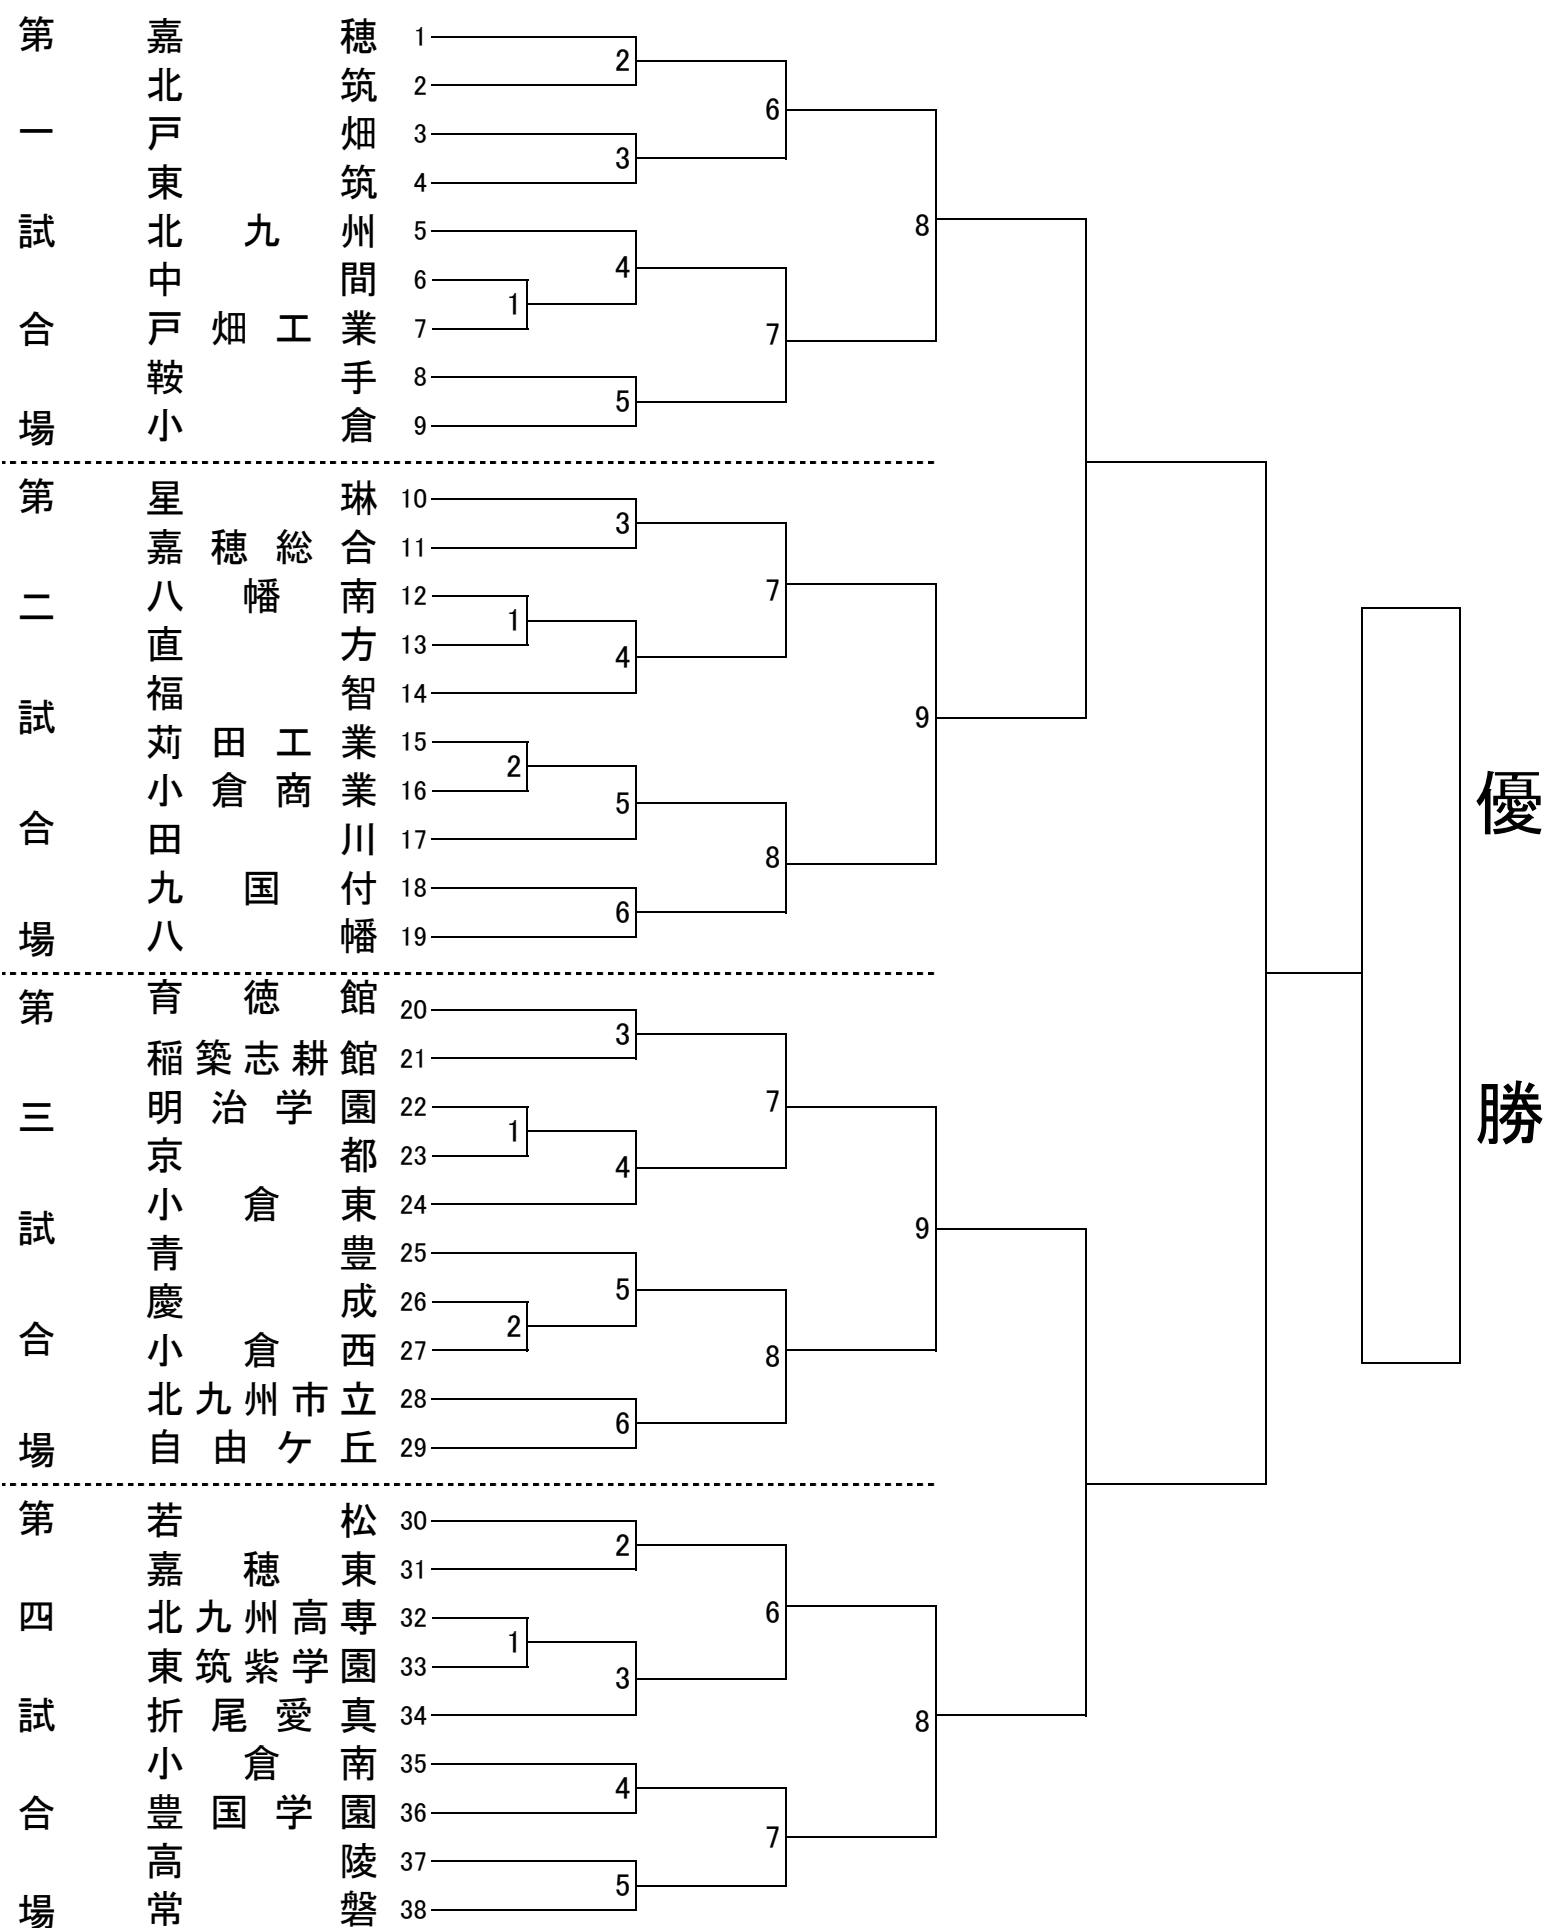 第一試合場
嘉穂 1
北筑 2
戸畑 3
東筑 4
北九州 5
中間 6
戸畑工業 7
鞍手 8
小倉 9
2
3
1
4
5
6
7
8
第二試合場
星琳 10
嘉穂総合 11
八幡南 12
直方 13
福智 14
苅田工業 15
小倉商業 16
田川 17
九国付 18
八幡 19
3
1
4
2
5
6
7
8
9
第三試合場
育徳館 20
稲築志耕館 21
明治学園 22
京都 23
小倉東 24
青豊 25
慶成 26
小倉西 27
北九州市立 28
自由ケ丘 29
3
1
4
5
2
6
7
8
9
第四試合場
若松 30
嘉穂東 31
北九州高専 32
東筑紫学園 33
折尾愛真 34
小倉南 35
豊国学園 36
高陵 37
常磐 38
2
1
3
4
5
6
7
8
優勝